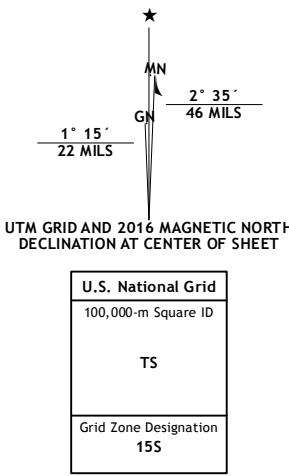 ★
MN
GN
2° 35´
46 MILS
1° 15´
22 MILS
UTM GRID AND 2016 MAGNETIC NORTH
DECLINATION AT CENTER OF SHEET
U.S. National Grid
100,000-m Square ID
TS
Grid Zone Designation
15S